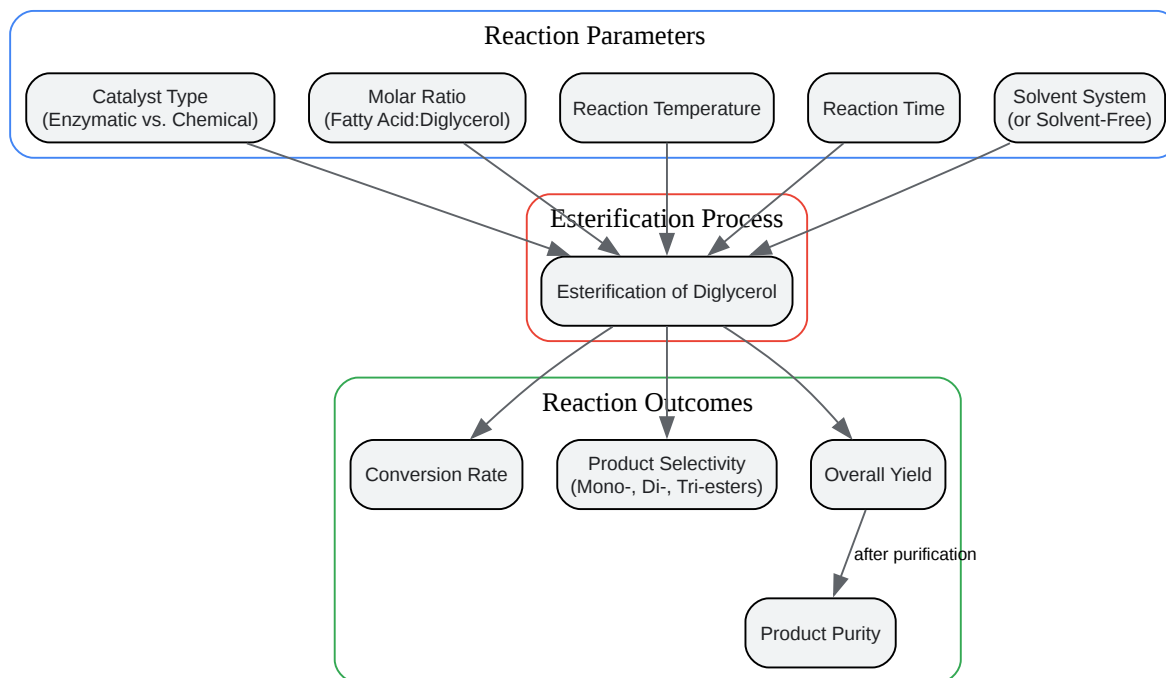 Reaction Parameters
Catalyst Type
(Enzymatic vs. Chemical)
Molar Ratio
(Fatty Acid:Diglycerol)
Reaction Temperature
Reaction Time
Solvent System
(or Solvent-Free)
Esterification Process
Esterification of Diglycerol
Reaction Outcomes
Conversion Rate
Product Selectivity
(Mono-, Di-, Tri-esters)
Overall Yield
after purification
Product Purity